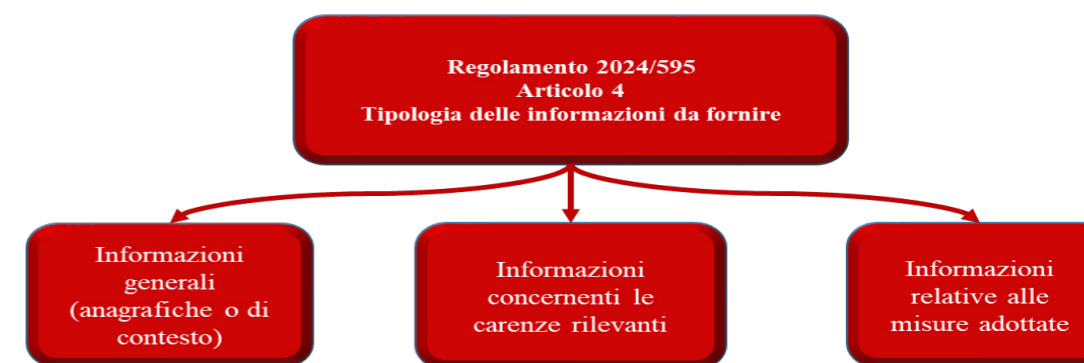 Regolamento 2024/595
Articolo 4
Tipologia delle informazioni da fornire
Informazioni
generali
(anagrafiche o di
contesto)
Informazioni
concernenti le
carenze rilevanti
Informazioni
relative alle
misure adottate